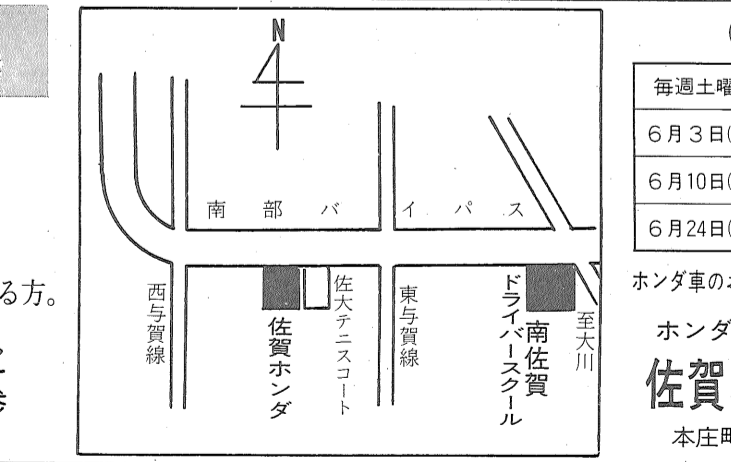 N
南部バイパス
西与賀線
佐賀ホンダ
佐大テニスコート
東与賀線
南佐賀
ドライバースクール
至大川
る方。
毎週土曜
6月3日(
6月10日(
6月24日(
ホンダ車の
ホンダ
佐賀
本庄町